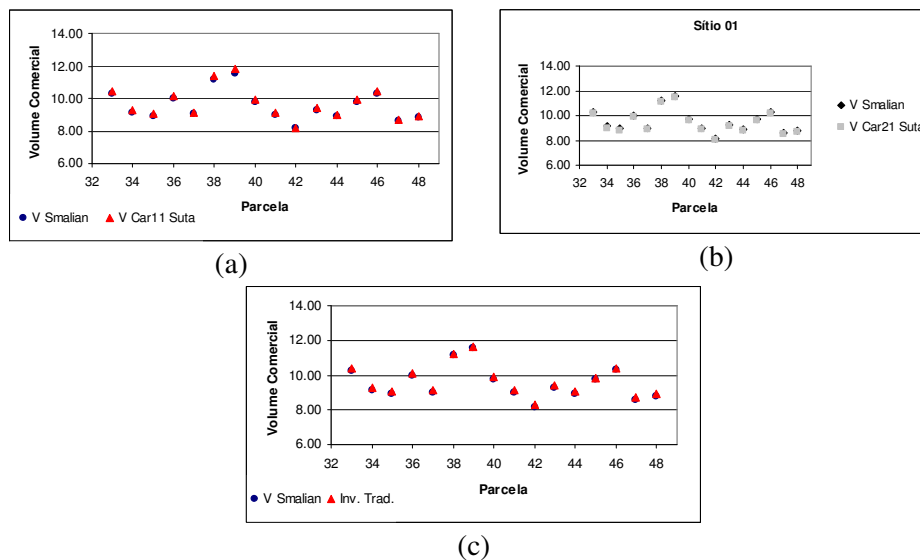 14.00
12.00
10.00
8.00
6.00
Volume Comercial
32 34 36 38 40 42 44 46 48
Parcela
V Smalian V Car11 Suta
(a)
Sítio 01
14.00
12.00
10.00
8.00
6.00
Volume Comercial
32 34 36 38 40 42 44 46 48
Parcela
V Smalian
V Car21 Suta
(b)
14.00
12.00
10.00
8.00
6.00
Volume Comercial
32 34 36 38 40 42 44 46 48
Parcela
V Smalian Inv. Trad.
(c)